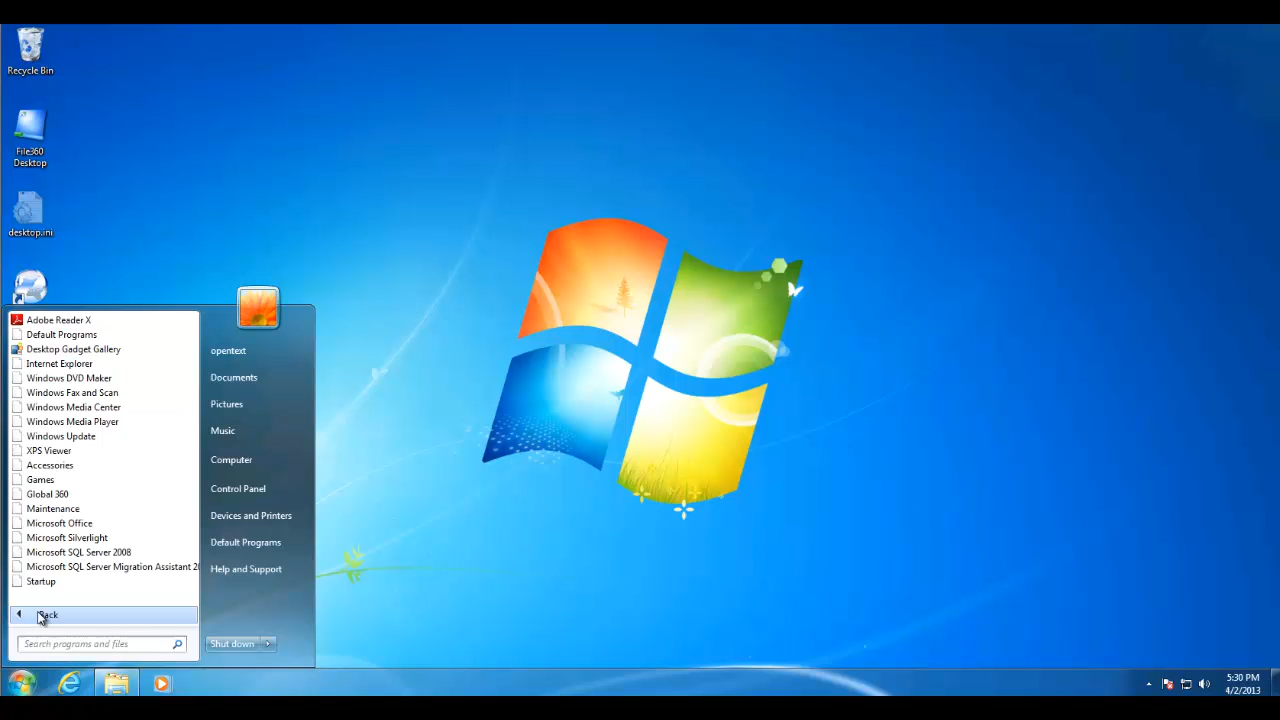 Recycle Bin
File360
Desktop
desktop.ini
Adobe Reader X
Default Programs
Desktop Gadget Gallery
Internet Explorer
Windows DVD Maker
Windows Fax and Scan
Windows Media Center
Windows Media Player
Windows Update
XPS Viewer
Accessories
Games
Global 360
Maintenance
Microsoft Office
Microsoft Silverlight
Microsoft SQL Server 2008
Microsoft SQL Server Migration Assistant 20
Startup
Back
Search programs and files
opentext
Documents
Pictures
Music
Computer
Control Panel
Devices and Printers
Default Programs
Help and Support
Shut down
5:30 PM
4/2/2013